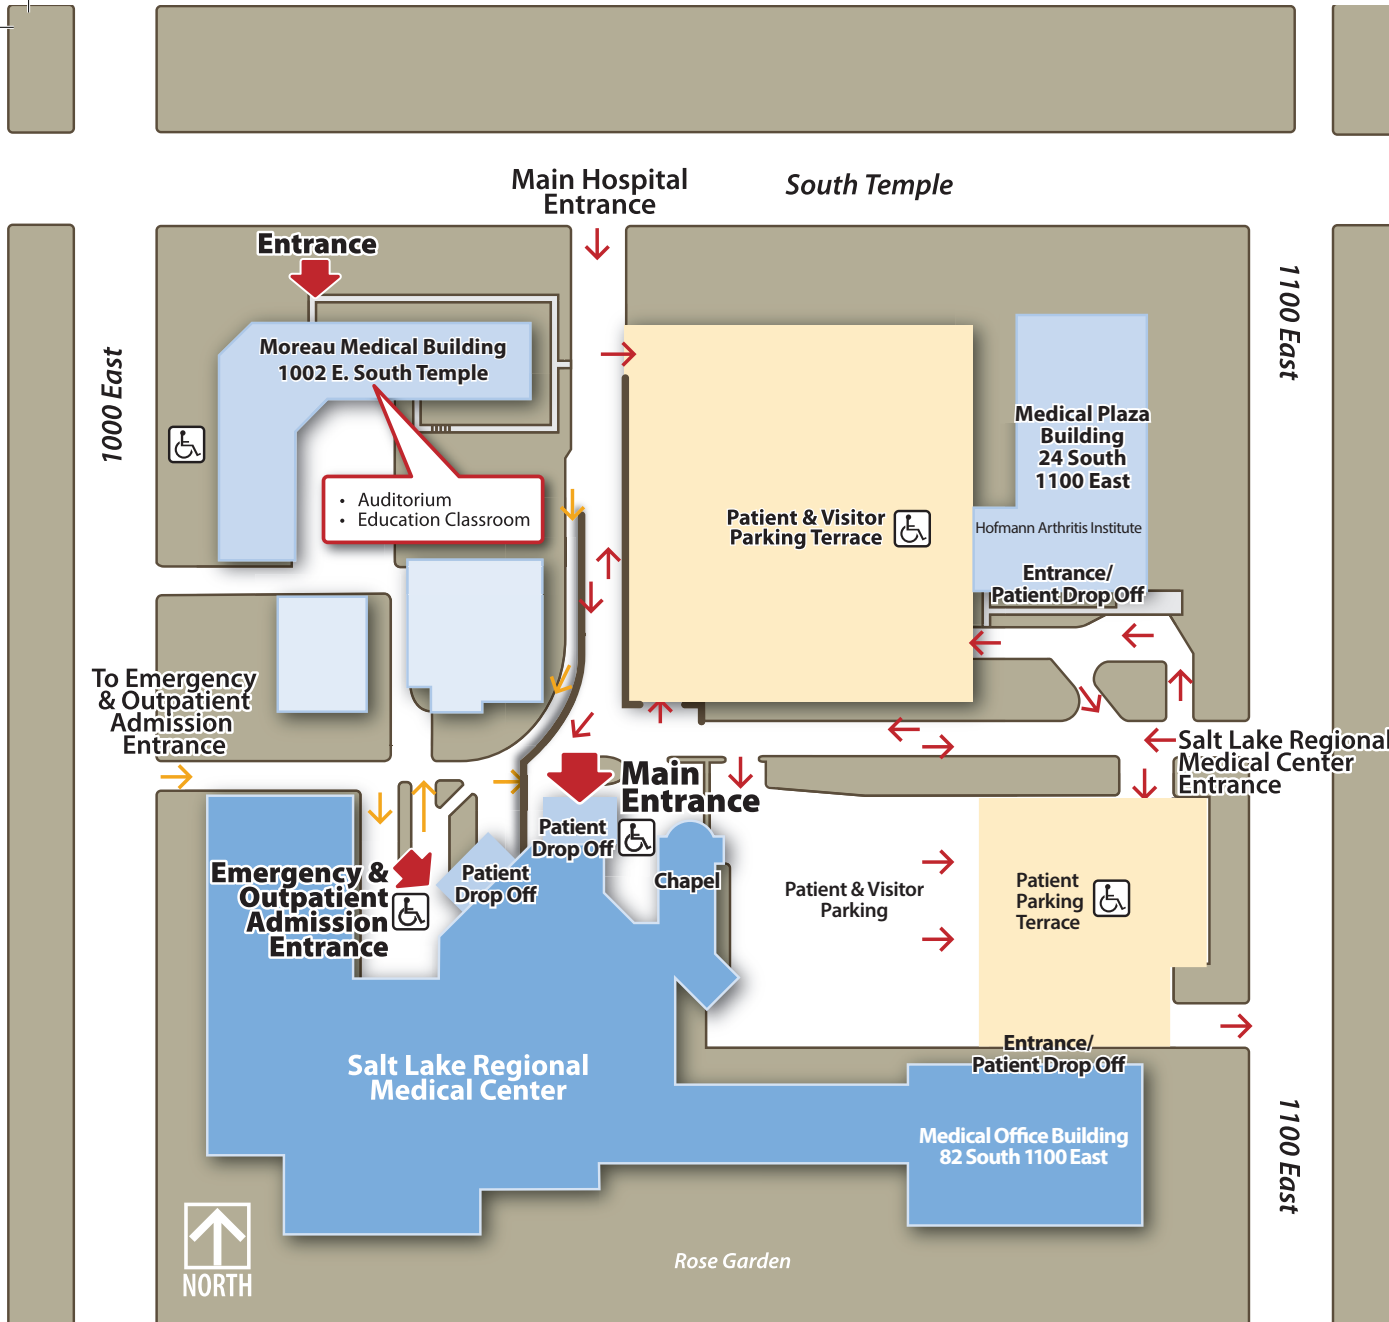 Main Hospital
Entrance
South Temple
Entrance
1100 East
Moreau Medical Building
1002 E. South Temple
1000 East
Medical Plaza
Building
24 South
1100 East
• Auditorium
• Education Classroom
Patient & Visitor
Parking Terrace
Hofmann Arthritis Institute
Entrance/
Patient Drop Off
To Emergency
& Outpatient
Admission
Entrance
Salt Lake Regional
Medical Center
Entrance
Main
Entrance
Patient
Drop Off
Emergency &
Outpatient
Admission
Entrance
Patient
Drop Off
Chapel
Patient & Visitor
Parking
Patient
Parking
Terrace
Entrance/
Patient Drop Off
Salt Lake Regional
Medical Center
Medical Office Building
82 South 1100 East
1100 East
Rose Garden
NORTH